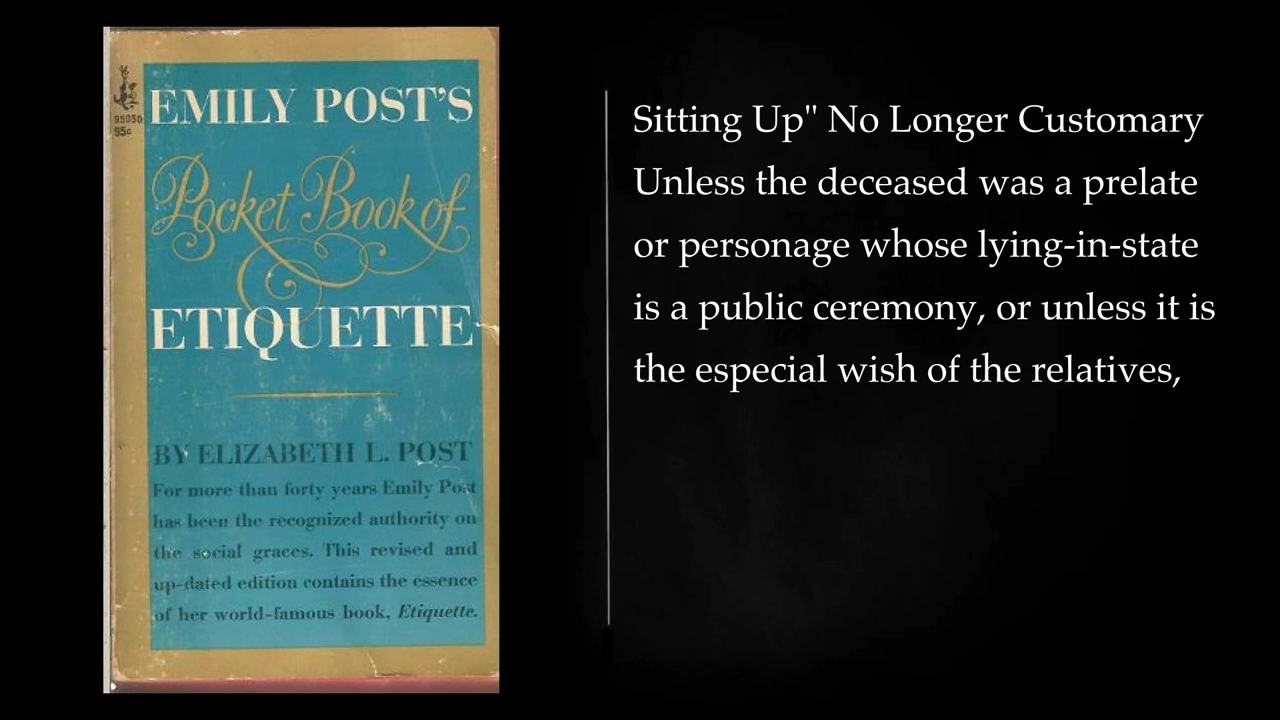 EMILY POST'S
95050
95c
Pocket Book of
ETIQUETTE
BY ELIZABETH L. POST
For more than forty years Emily Post
has been the recognized authority on
the social graces. This revised and
up-dated edition contains the essence
of her world-famous book, Etiquette.
Sitting Up" No Longer Customary
Unless the deceased was a prelate
or personage whose lying-in-state
is a public ceremony, or unless it is
the especial wish of the relatives,